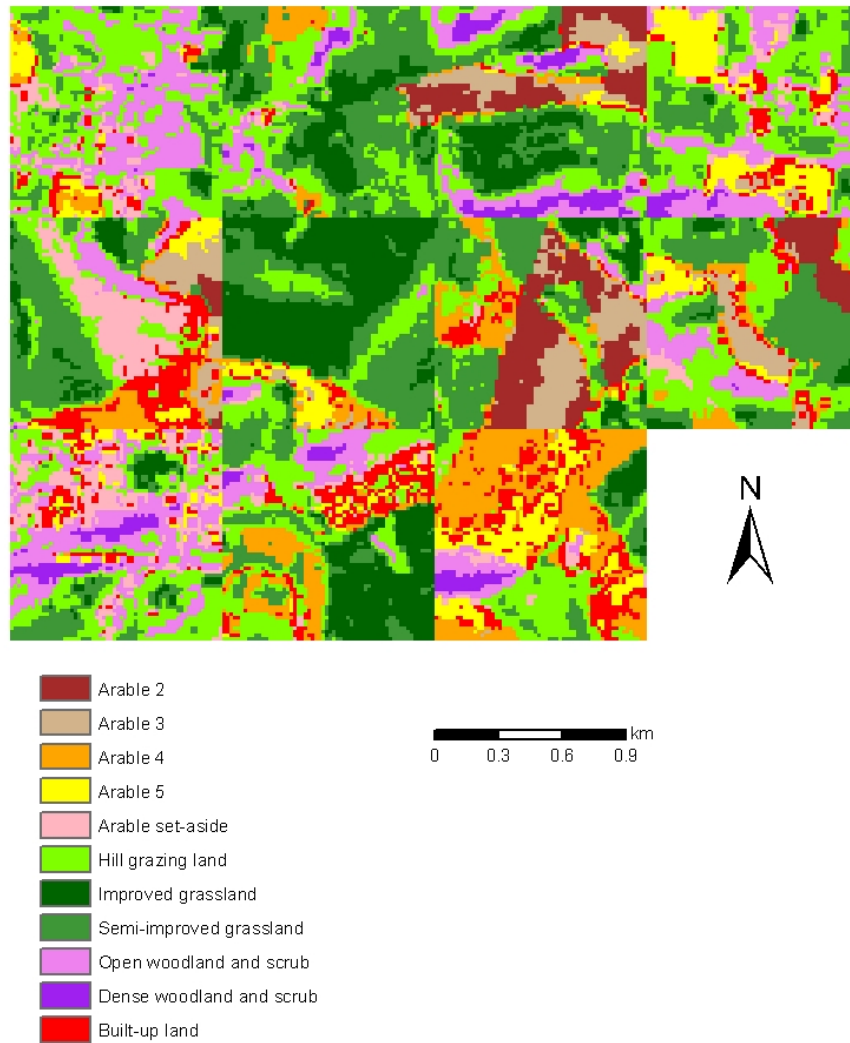 N
Arable 2
Arable 3
Arable 4
Arable 5
Arable set-aside
Hill grazing land
Improved grassland
Semi-improved grassland
Open woodland and scrub
Dense woodland and scrub
Built-up land
km
0 0.3 0.6 0.9